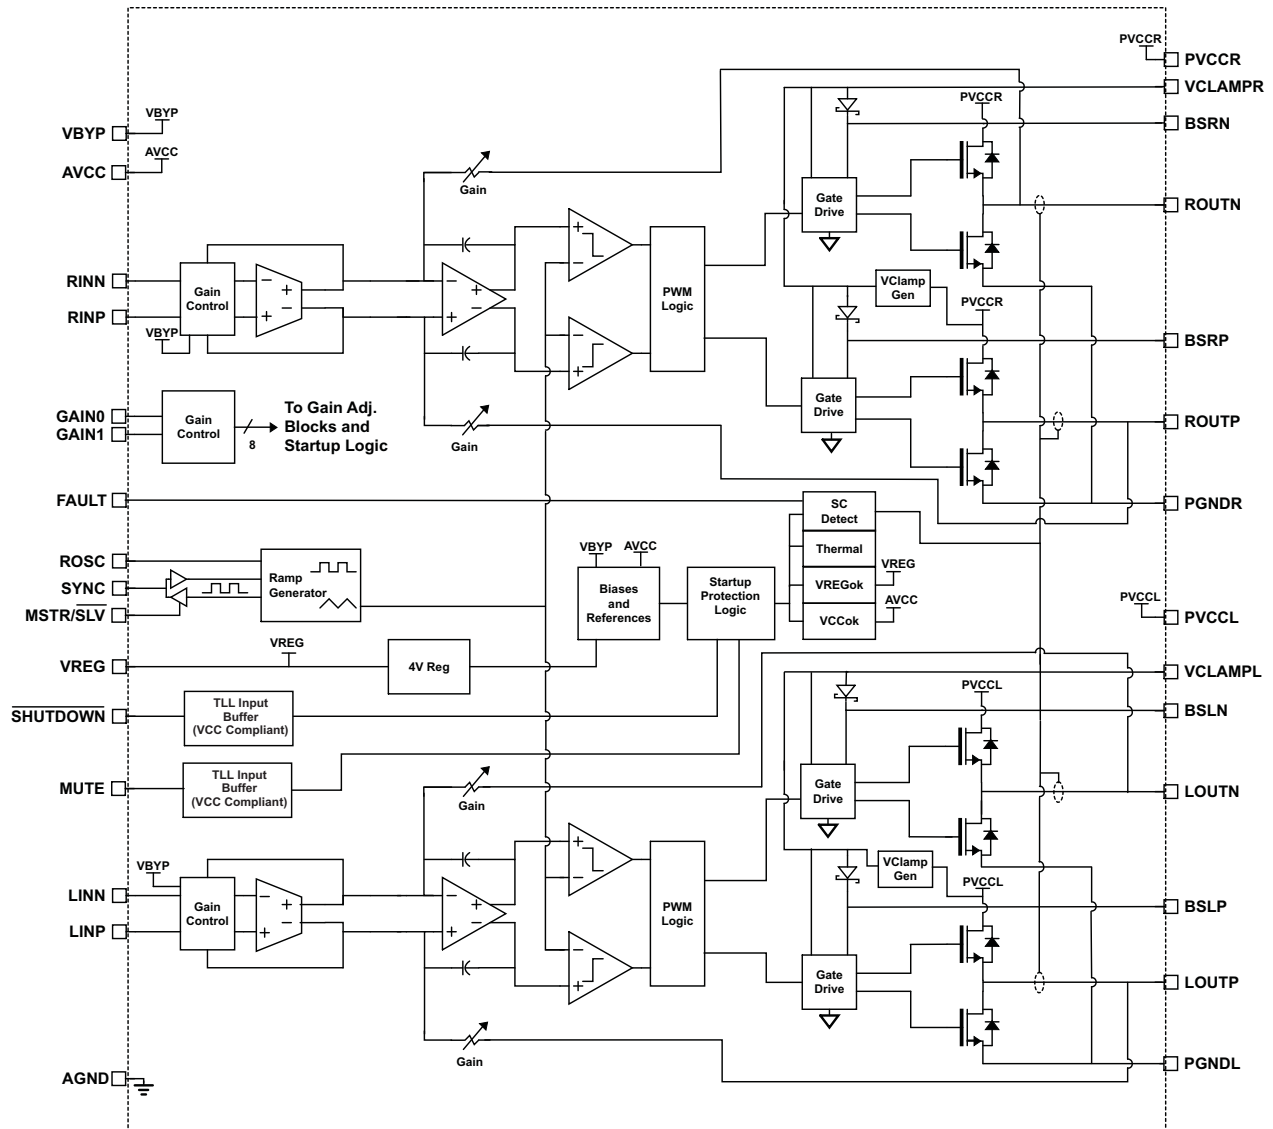 PVCCR
PVCCR
VCLAMPR
VBYP
VBYP
PVCCR
BSRN
AVCC
AVCC
Gain
Gate
Drive
ROUTN
RINN
RINP
Gain
Control
VBYP
− +
+ −
− +
+ −
+
−
−
+
PWM
Logic
VClamp
Gen
PVCCR
BSRP
GAIN0
GAIN1
Gain
Control
8
To Gain Adj.
Blocks and
Startup Logic
Gain
Gate
Drive
ROUTP
FAULT
SC
Detect
PGNDR
ROSC
SYNC
MSTR/SLV
Ramp
Generator
VBYP
AVCC
Biases
and
References
Startup
Protection
Logic
Thermal
VREGok
VREG
VCCok
AVCC
PVCCL
PVCCL
VREG
VREG
4V Reg
VCLAMPL
SHUTDOWN
TLL Input
Buffer
(VCC Compliant)
PVCCL
BSLN
MUTE
TLL Input
Buffer
(VCC Compliant)
Gain
Gate
Drive
LOUTN
VBYP
LINN
LINP
Gain
Control
− +
+ −
− +
+ −
+
−
−
+
PWM
Logic
VClamp
Gen
PVCCL
BSLP
Gate
Drive
LOUTP
Gain
PGNDL
AGND